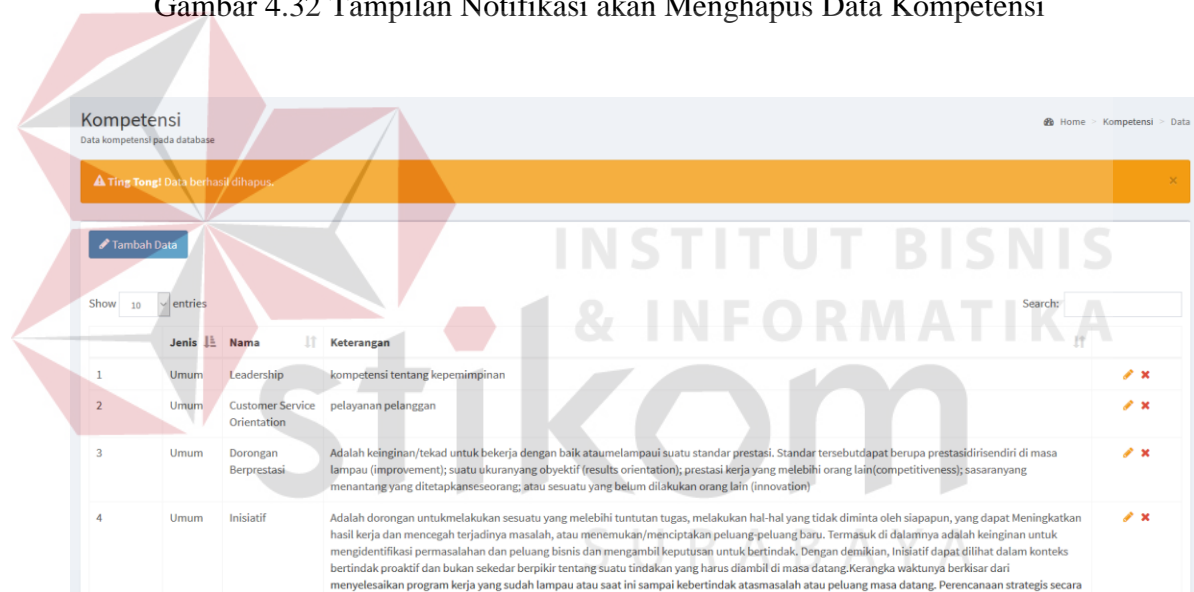 Gambar 4.32 Tampilan Notifikasi akan Menghapus Data Kompetensi
Kompetensi
Data kompetensi pada database
Home > Kompetensi > Data
Ting Tong! Data berhasil dihapus.
×
Tambah Data
Show 10 entries
Search:
Jenis Nama Keterangan
1 Umum Leadership kompetensi tentang kepemimpinan
2 Umum Customer Service pelayanan pelanggan
Orientation
3 Umum Dorongan Adalah keinginan/tekad untuk bekerja dengan baik ataumelampaui suatu standar prestasi. Standar tersebutdapat berupa prestasidirisendiri di masa
Berprestasi lampau (improvement); suatu ukuranyang obyektif (results orientation); prestasi kerja yang melebihi orang lain(competitiveness); sasaranyang
menantang yang ditetapkanseseorang; atau sesuatu yang belum dilakukan orang lain (innovation)
4 Umum Inisiatif Adalah dorongan untukmelakukan sesuatu yang melebihi tuntutan tugas, melakukan hal-hal yang tidak diminta oleh siapapun, yang dapat Meningkatkan
hasil kerja dan mencegah terjadinya masalah, atau menemukan/menciptakan peluang-peluang baru. Termasuk di dalamnya adalah keinginan untuk
mengidentifikasi permasalahan dan peluang bisnis dan mengambil keputusan untuk bertindak. Dengan demikian, Inisiatif dapat dilihat dalam konteks
bertindak proaktif dan bukan sekedar berpikir tentang suatu tindakan yang harus diambil di masa datang.Kerangka waktunya berkisar dari
menyelesaikan program kerja yang sudah lampau atau saat ini sampai kebertindak atasmasalah atau peluang masa datang. Perencanaan strategis secara
INSTITUT BISNIS
& INFORMATIKA
stikom
SURABAYA